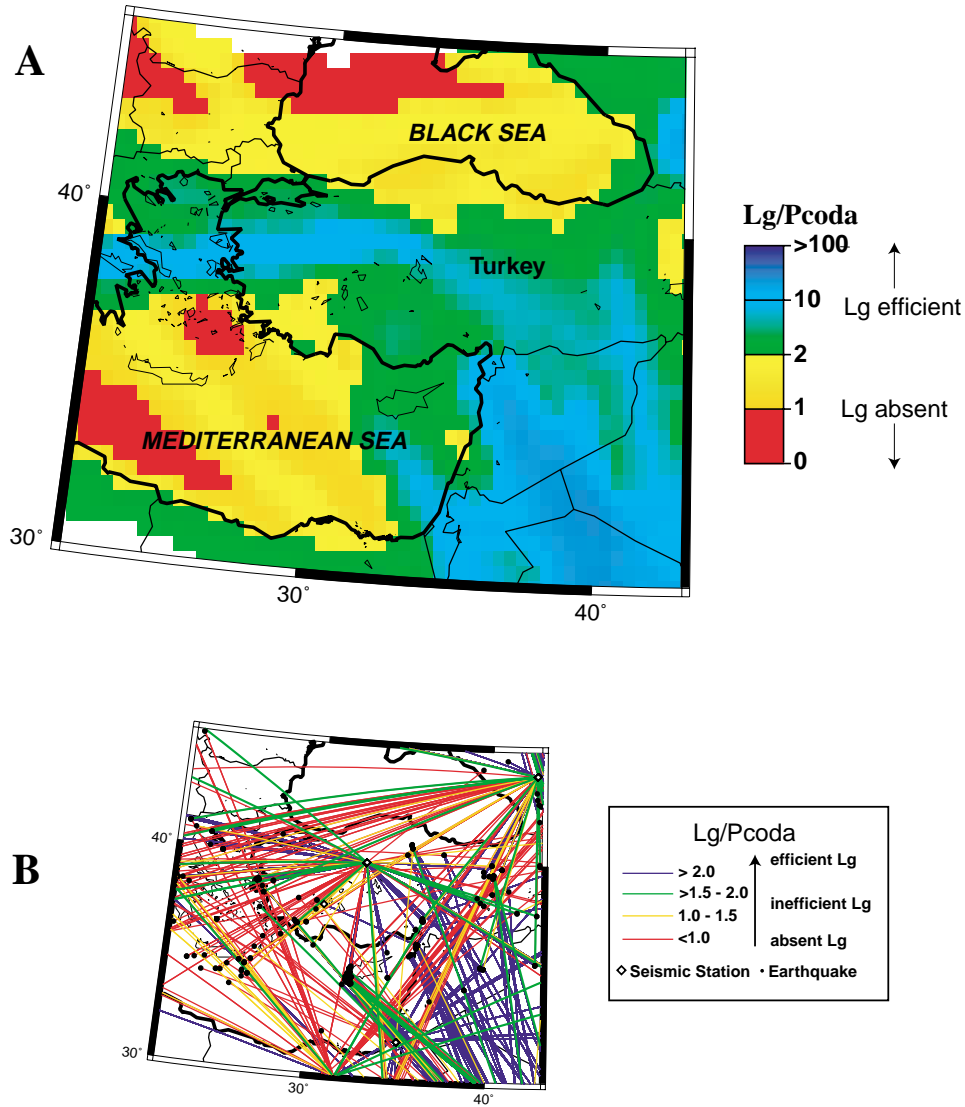 A
BLACK SEA
40°
Turkey
MEDITERRANEAN SEA
30°
30°
40°
Lg/Pcoda
>100
10
2
1
0
Lg efficient
Lg absent
B
40°
30°
30°
40°
Lg/Pcoda
efficient Lg
> 2.0
>1.5 - 2.0
inefficient Lg
1.0 - 1.5
<1.0
absent Lg
Seismic Station
Earthquake